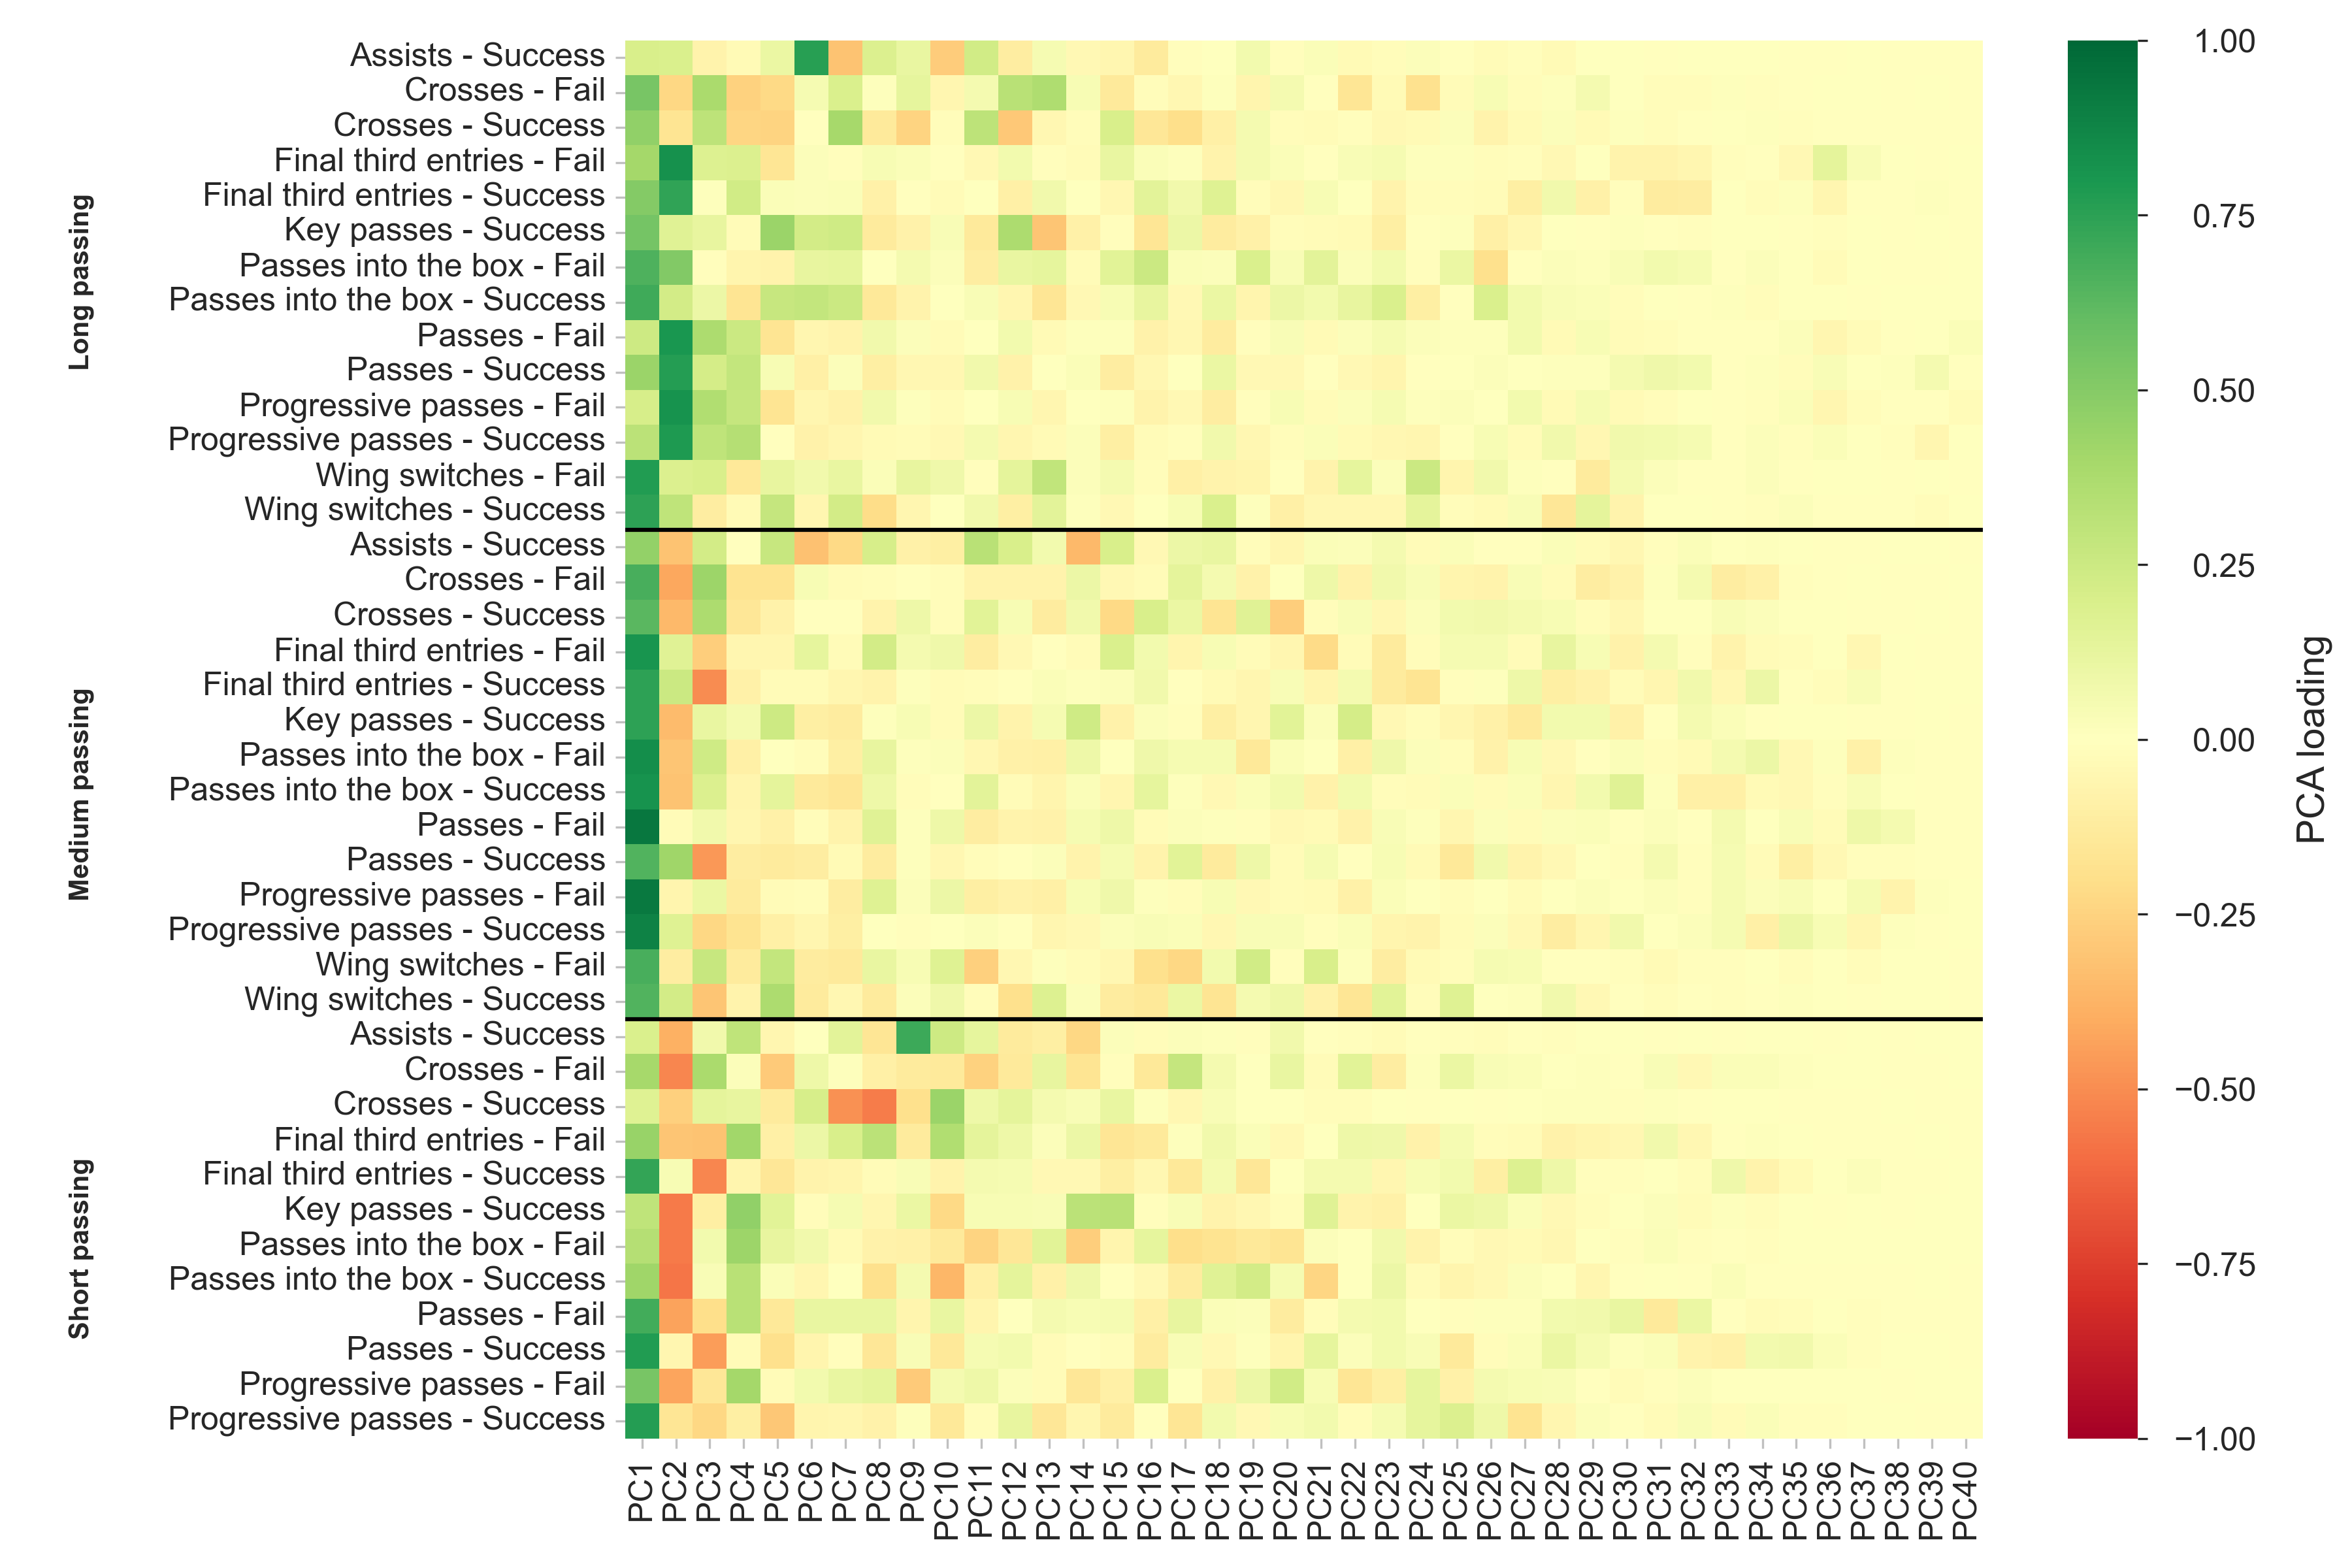 Long passing
Assists - Success
Crosses - Fail
Crosses - Success
Final third entries - Fail
Final third entries - Success
Key passes - Success
Passes into the box - Fail
Passes into the box - Success
Passes - Fail
Passes - Success
Progressive passes - Fail
Progressive passes - Success
Wing switches - Fail
Wing switches - Success
Medium passing
Assists - Success
Crosses - Fail
Crosses - Success
Final third entries - Fail
Final third entries - Success
Key passes - Success
Passes into the box - Fail
Passes into the box - Success
Passes - Fail
Passes - Success
Progressive passes - Fail
Progressive passes - Success
Wing switches - Fail
Wing switches - Success
Short passing
Assists - Success
Crosses - Fail
Crosses - Success
Final third entries - Fail
Final third entries - Success
Key passes - Success
Passes into the box - Fail
Passes into the box - Success
Passes - Fail
Passes - Success
Progressive passes - Fail
Progressive passes - Success
PC1
PC2
PC3
PC4
PC5
PC6
PC7
PC8
PC9
PC10
PC11
PC12
PC13
PC14
PC15
PC16
PC17
PC18
PC19
PC20
PC21
PC22
PC23
PC24
PC25
PC26
PC27
PC28
PC29
PC30
PC31
PC32
PC33
PC34
PC35
PC36
PC37
PC38
PC39
PC40
1.00
0.75
0.50
0.25
0.00
−0.25
−0.50
−0.75
−1.00
PCA loading